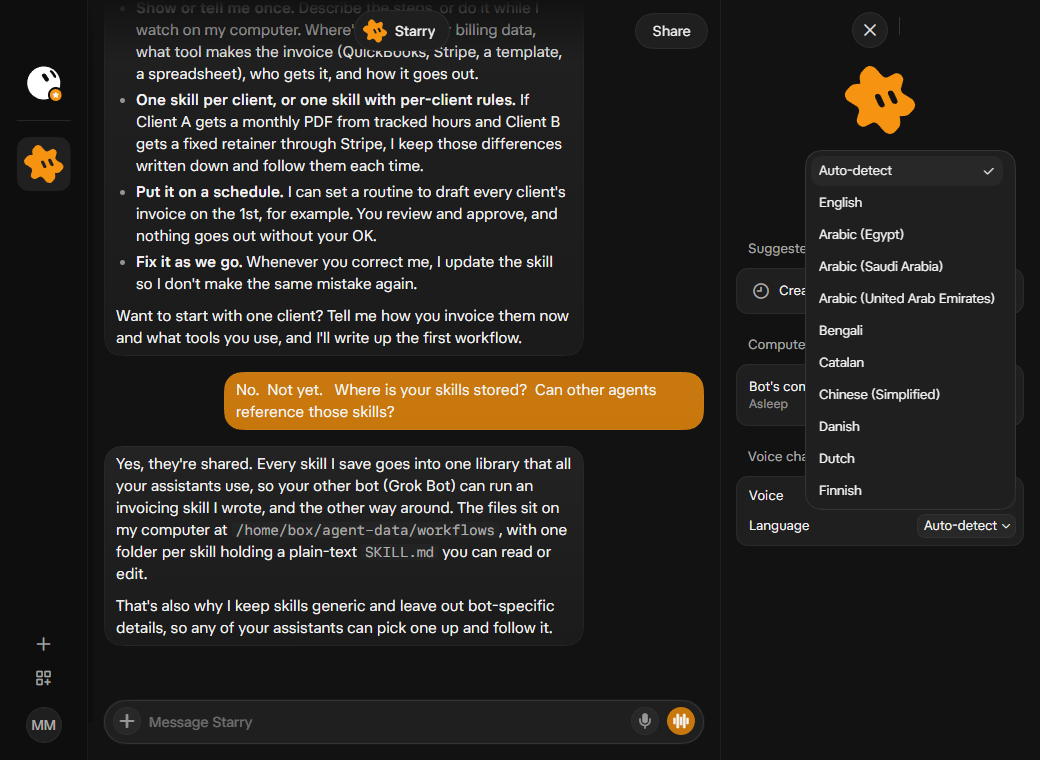 Show or tell me once. Describe the steps, or do it while I
watch on my computer. Where' billing data,
Starry
Share
what tool makes the invoice (QuickBooks, Stripe, a template,
a spreadsheet), who gets it, and how it goes out.
One skill per client, or one skill with per-client rules. If
Client A gets a monthly PDF from tracked hours and Client B
gets a fixed retainer through Stripe, I keep those differences
written down and follow them each time.
Put it on a schedule. I can set a routine to draft every client's
invoice on the 1st, for example. You review and approve, and
nothing goes out without your OK.
Fix it as we go. Whenever you correct me, I update the skill
so I don't make the same mistake again.
Want to start with one client? Tell me how you invoice them now
and what tools you use, and I'll write up the first workflow.
No. Not yet. Where is your skills stored? Can other agents
reference those skills?
Yes, they're shared. Every skill I save goes into one library that all
your assistants use, so your other bot (Grok Bot) can run an
invoicing skill I wrote, and the other way around. The files sit on
my computer at /home/box/agent-data/workflows, with one
folder per skill holding a plain-text SKILL.md you can read or
edit.
That's also why I keep skills generic and leave out bot-specific
details, so any of your assistants can pick one up and follow it.
Message Starry
MM
Suggeste
Crea
Compute
Bot's con
Asleep
Voice cha
Voice
Language
Auto-detect
Auto-detect
English
Arabic (Egypt)
Arabic (Saudi Arabia)
Arabic (United Arab Emirates)
Bengali
Catalan
Chinese (Simplified)
Danish
Dutch
Finnish